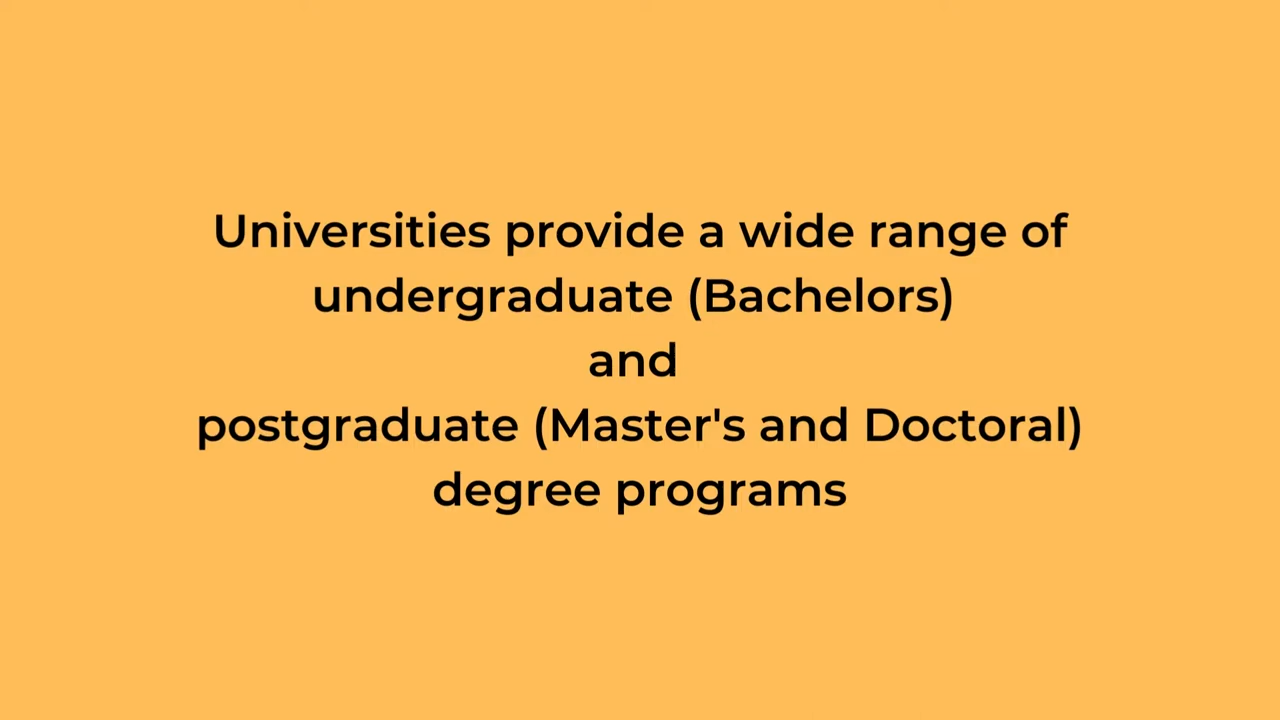 Universities provide a wide range of
undergraduate (Bachelors)
and
postgraduate (Master's and Doctoral)
degree programs